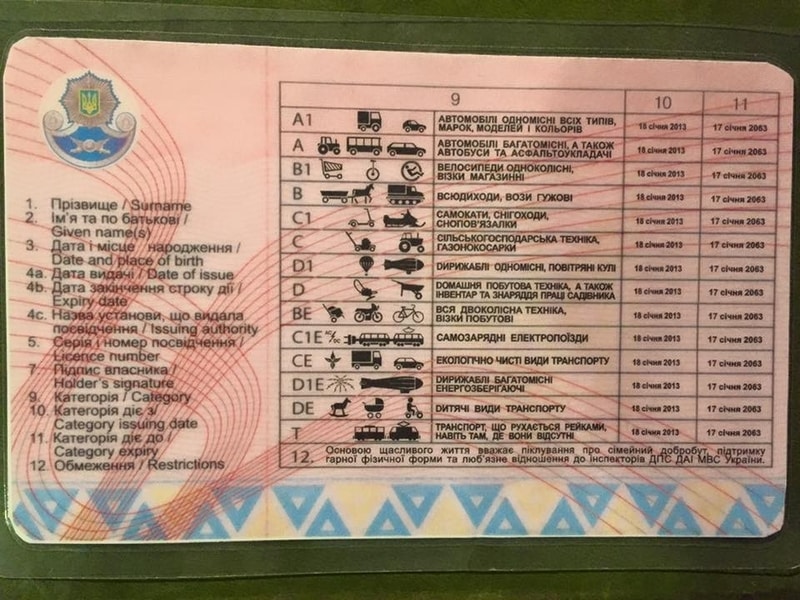 1. Прізвище / Surname
2. Ім'я та по батькові /
Given name(s)
3. Дата і місце народження /
Date and place of birth
4a. Дата видачі / Date of issue
4b. Дата закінчення строку дії /
Expiry date
4c. Назва установи, що видала
посвідчення / Issuing authority
5. Серія і номер посвідчення /
Licence number
7. Підпис власника /
Holder's signature
9. Категорія / Category
10. Категорія діє з /
Category issuing date
11. Категорія діє до /
Category expiry
12. Обмеження / Restrictions
9 10 11
A1 АВТОМОБІЛІ ОДНОМІСНІ ВСІХ ТИПІВ, МАРОК, МОДЕЛЕЙ І КОЛЬОРІВ 18 січня 2013 17 січня 2063
A АВТОМОБІЛІ БАГАТОМІСНІ, А ТАКОЖ АВТОБУСИ ТА АСФАЛЬТОУКЛАДАЧІ 18 січня 2013 17 січня 2063
B1 ВЕЛОСИПЕДИ ОДНОКОЛІСНІ, ВІЗКИ МАГАЗИННІ 18 січня 2013 17 січня 2063
B ВСЮДИХОДИ, ВОЗИ ГУЖОВІ 18 січня 2013 17 січня 2063
C1 САМОКАТИ, СНІГОХОДИ, СНОПОВ'ЯЗАЛКИ 18 січня 2013 17 січня 2063
C СІЛЬСЬКОГОСПОДАРСЬКА ТЕХНІКА, ГАЗОНОКОСАРКИ 18 січня 2013 17 січня 2063
D1 DИРИЖАБЛІ ОДНОМІСНІ, ПОВІТРЯНІ КУЛІ 18 січня 2013 17 січня 2063
D DОМАШНЯ ПОБУТОВА ТЕХНІКА, А ТАКОЖ ІНВЕНТАР ТА ЗНАРЯДДЯ ПРАЦІ САДІВНИКА 18 січня 2013 17 січня 2063
BE ВСЯ ДВОКОЛІСНА ТЕХНІКА, ВІЗКИ ПОБУТОВІ 18 січня 2013 17 січня 2063
C1E САМОЗАРЯДНІ ЕЛЕКТРОПОЇЗДИ 18 січня 2013 17 січня 2063
CE ЕКОЛОГІЧНО ЧИСТІ ВИДИ ТРАНСПОРТУ 18 січня 2013 17 січня 2063
D1E DИРИЖАБЛІ БАГАТОМІСНІ ЕНЕРГОЗБЕРІГАЮЧІ 18 січня 2013 17 січня 2063
DE DИТЯЧІ ВИДИ ТРАНСПОРТУ 18 січня 2013 17 січня 2063
T ТРАНСПОРТ, ЩО РУХАЄТЬСЯ РЕЙКАМИ, НАВІТЬ ТАМ, ДЕ ВОНИ ВІДСУТНІ 18 січня 2013 17 січня 2063
12. Основою щасливого життя вважає піклування про сімейний добробут, підтримку
гарної фізичної форми та люб'язне відношення до інспекторів ДПС ДАІ МВС України.